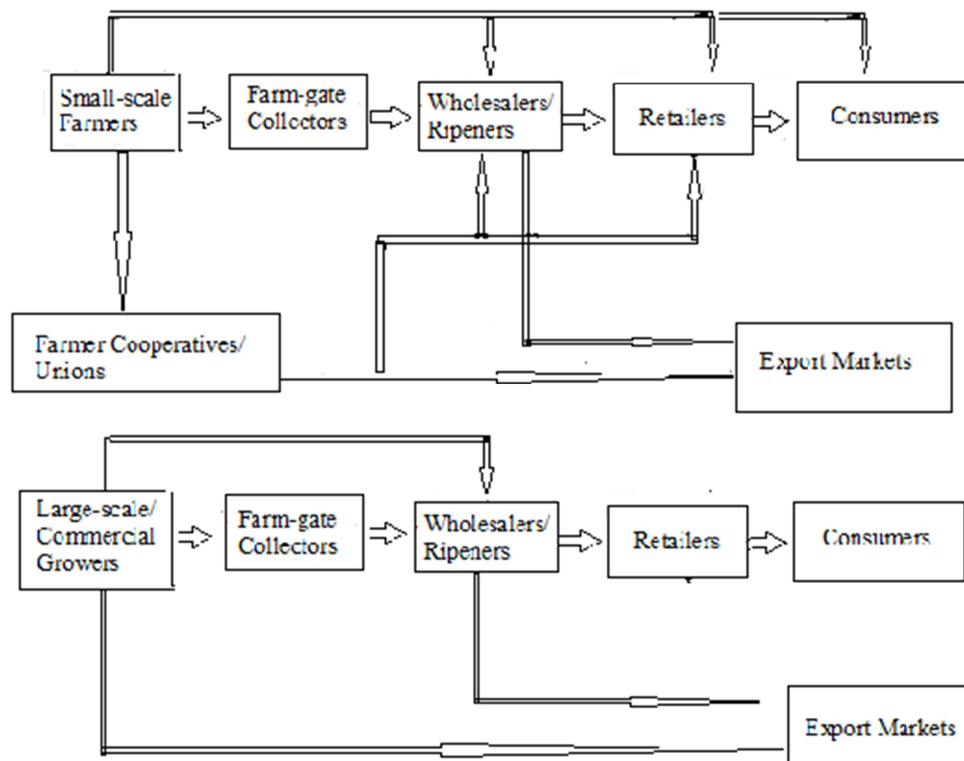 Small-scale
Farmers
Farm-gate
Collectors
Wholesalers/
Ripeners
Retailers
Consumers
Farmer Cooperatives/
Unions
Export Markets
Large-scale/
Commercial
Growers
Farm-gate
Collectors
Wholesalers/
Ripeners
Retailers
Consumers
Export Markets